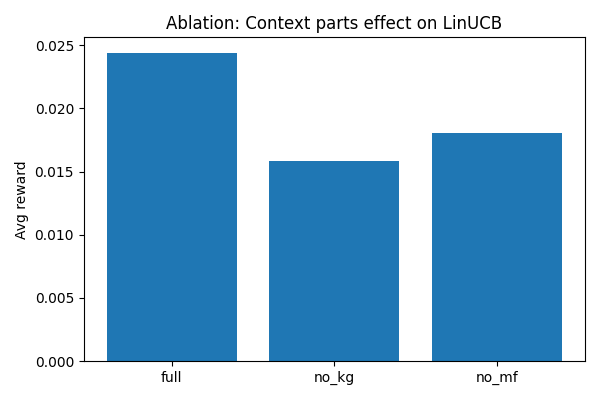 Ablation: Context parts effect on LinUCB
Avg reward
0.025
0.020
0.015
0.010
0.005
0.000
full
no_kg
no_mf